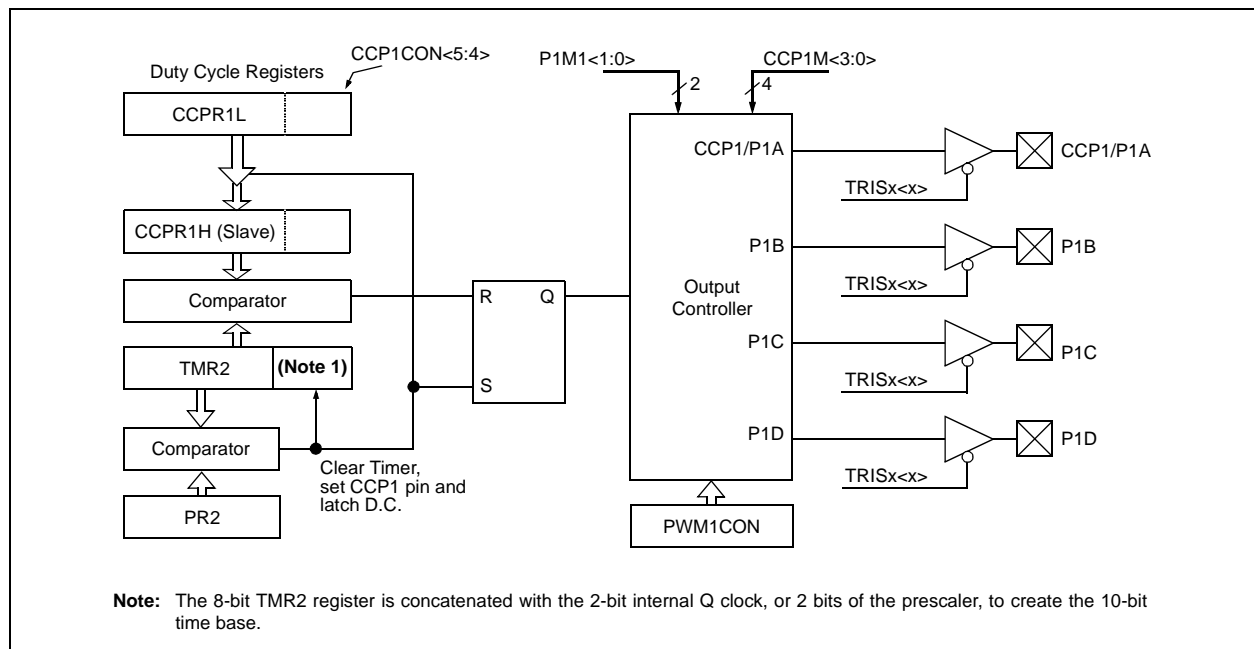 CCP1CON<5:4>
Duty Cycle Registers
CCPR1L
CCPR1H (Slave)
Comparator
TMR2
(Note 1)
Comparator
PR2
Clear Timer,
set CCP1 pin and
latch D.C.
R
Q
S
P1M1<1:0>
2
CCP1M<3:0>
4
Output
Controller
CCP1/P1A
P1B
P1C
P1D
PWM1CON
TRISx<x>
CCP1/P1A
TRISx<x>
P1B
TRISx<x>
P1C
TRISx<x>
P1D
Note: The 8-bit TMR2 register is concatenated with the 2-bit internal Q clock, or 2 bits of the prescaler, to create the 10-bit
time base.